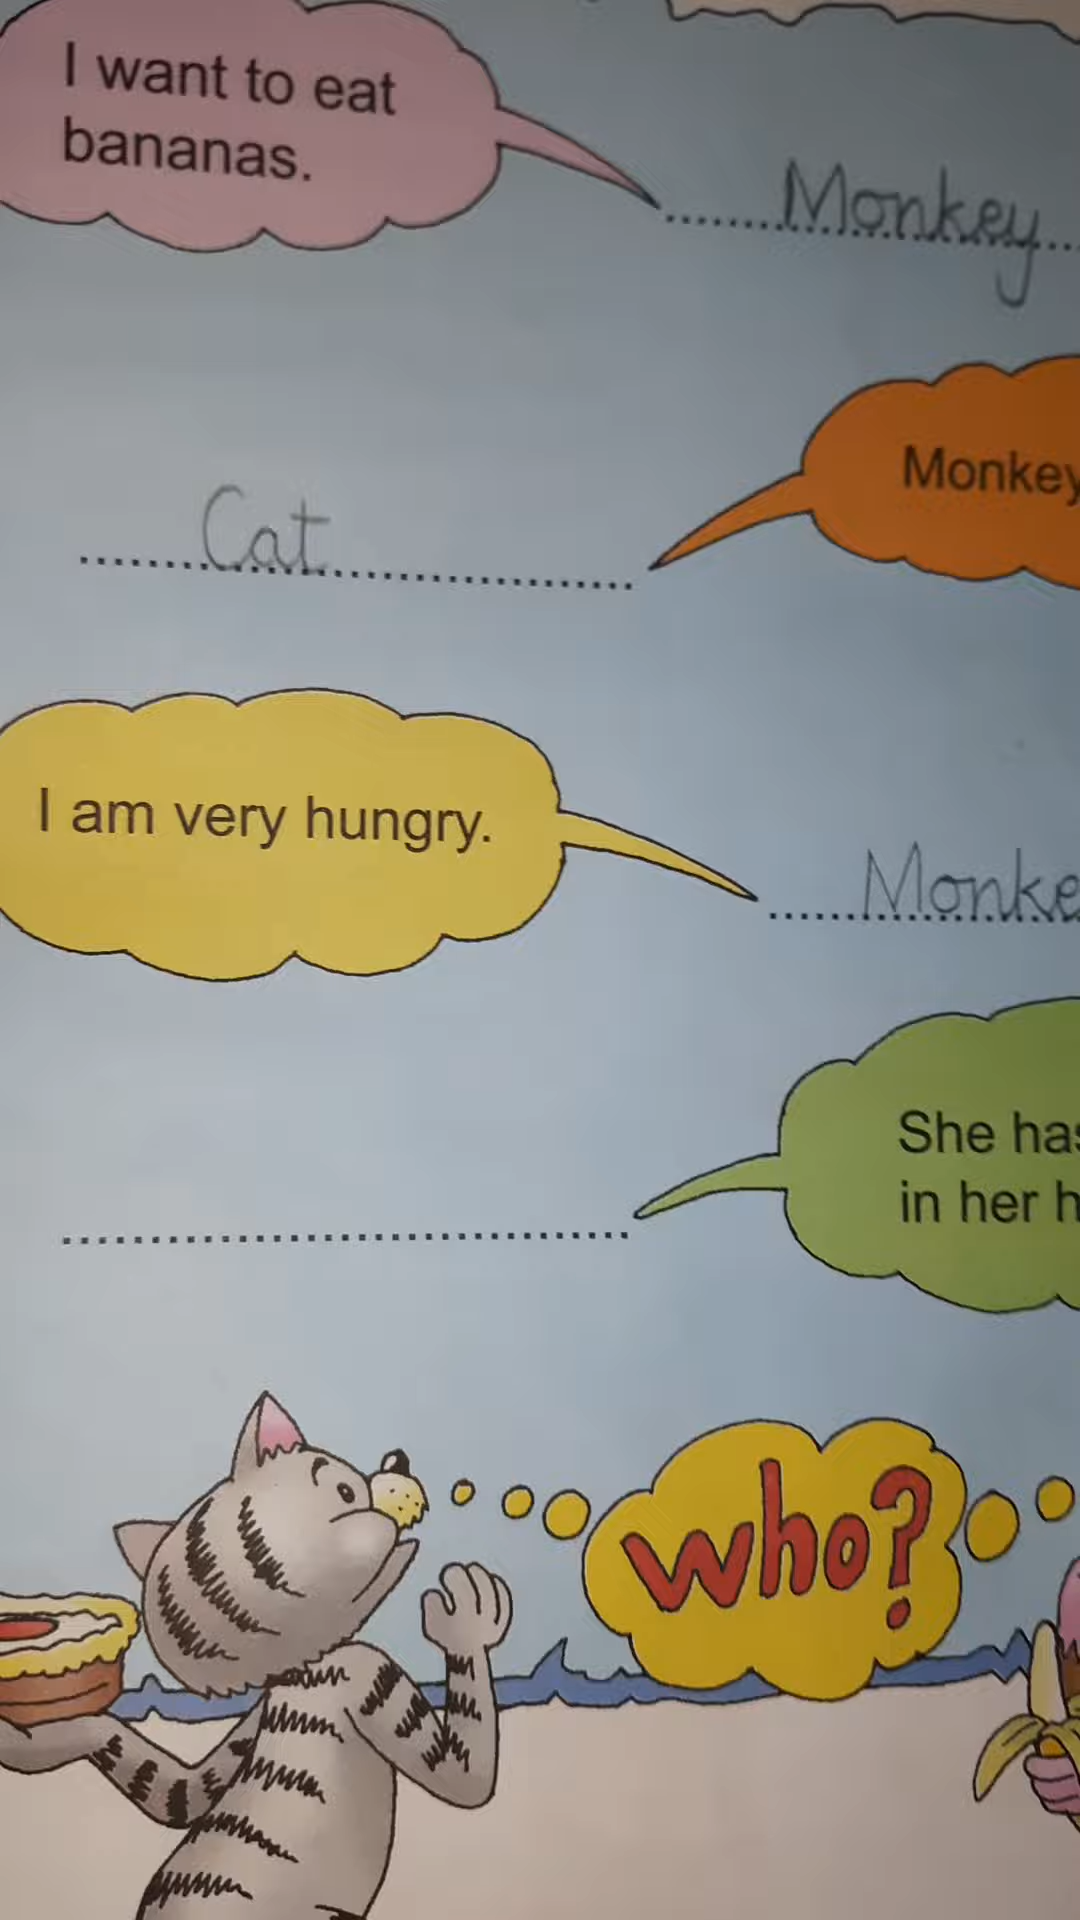 I want to eat
bananas.
Monkey
Monkey
Cat
I am very hungry.
Monke
She has
in her h
who?